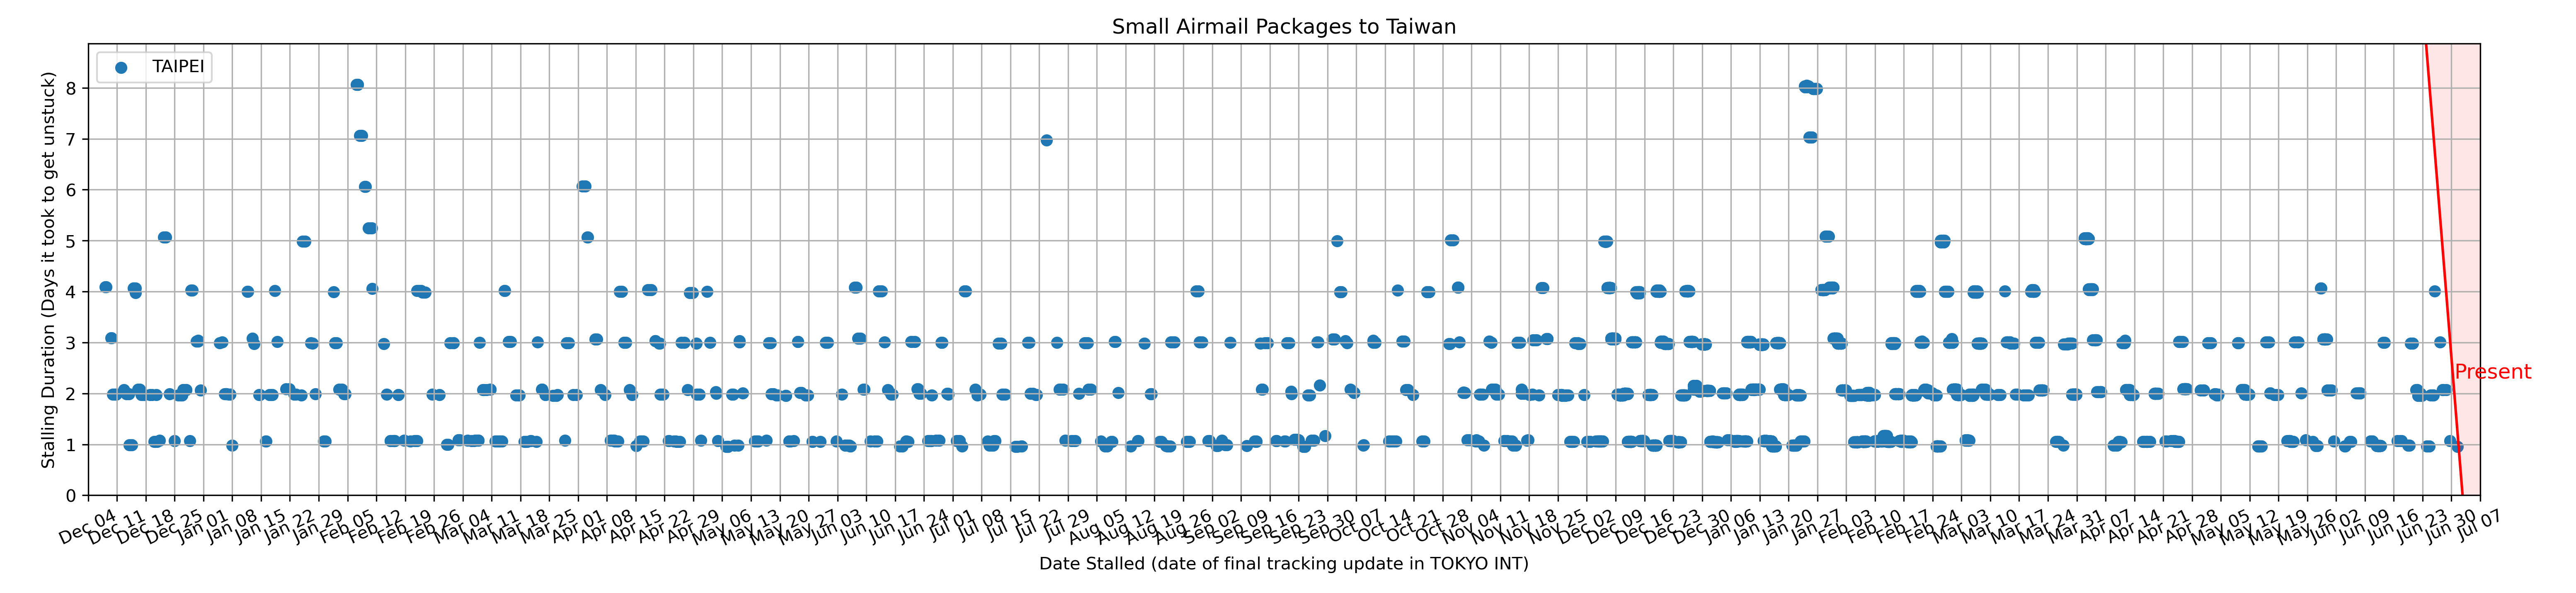 Small Airmail Packages to Taiwan
TAIPEI
Stalling Duration (Days it took to get unstuck)
8
7
6
5
4
3
2
1
0
Present
Dec 04
Dec 11
Dec 18
Dec 25
Jan 01
Jan 08
Jan 15
Jan 22
Jan 29
Feb 05
Feb 12
Feb 19
Feb 26
Mar 04
Mar 11
Mar 18
Mar 25
Apr 01
Apr 08
Apr 15
Apr 22
Apr 29
May 06
May 13
May 20
May 27
Jun 03
Jun 10
Jun 17
Jun 24
Jul 01
Jul 08
Jul 15
Jul 22
Jul 29
Aug 05
Aug 12
Aug 19
Aug 26
Sep 02
Sep 09
Sep 16
Sep 23
Sep 30
Oct 07
Oct 14
Oct 21
Oct 28
Nov 04
Nov 11
Nov 18
Nov 25
Dec 02
Dec 09
Dec 16
Dec 23
Dec 30
Jan 06
Jan 13
Jan 20
Jan 27
Feb 03
Feb 10
Feb 17
Feb 24
Mar 03
Mar 10
Mar 17
Mar 24
Mar 31
Apr 07
Apr 14
Apr 21
Apr 28
May 05
May 12
May 19
May 26
Jun 02
Jun 09
Jun 16
Jun 23
Jun 30
Jul 07
Date Stalled (date of final tracking update in TOKYO INT)